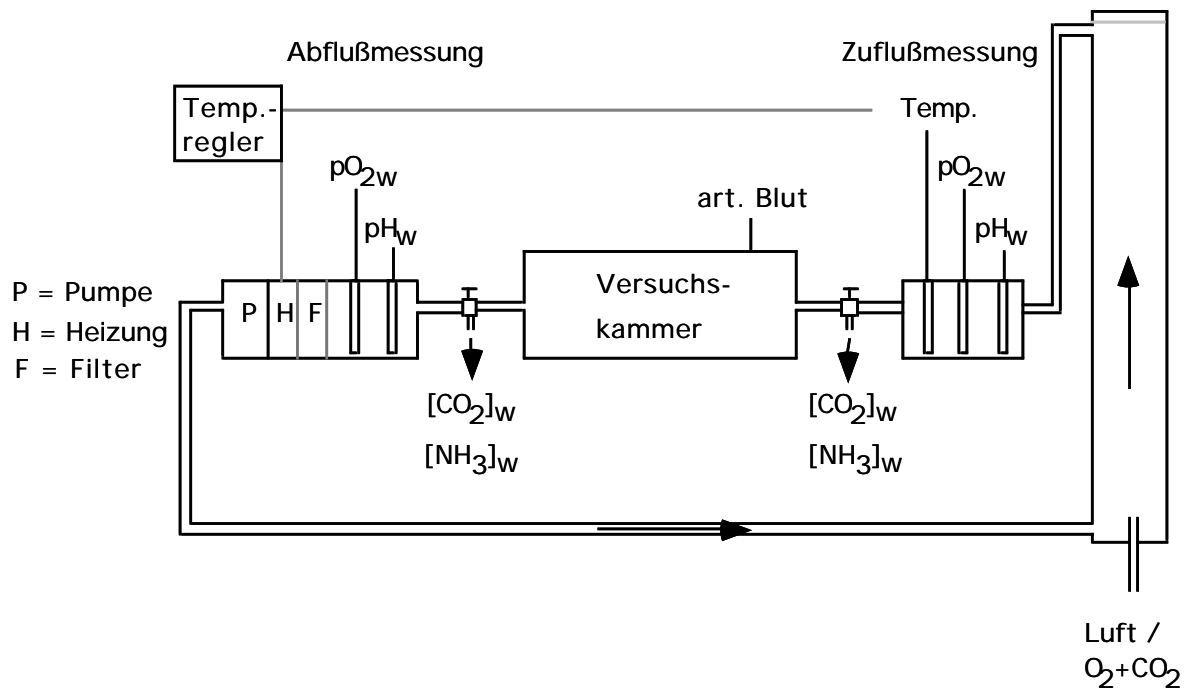 Abflußmessung
Zuflußmessung
Temp.-
regler
Temp.
pO2w
pHw
art. Blut
pO2w
pHw
P = Pumpe
H = Heizung
F = Filter
P
H
F
Versuchs-
kammer
[CO2]w
[NH3]w
[CO2]w
[NH3]w
Luft /
O2+CO2